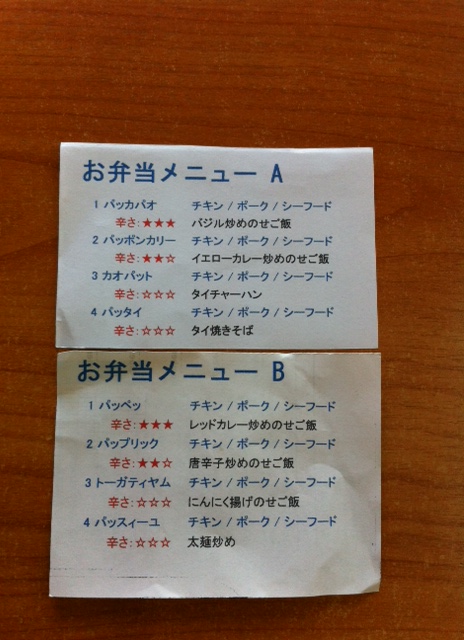 お弁当メニュー A
1 パッカパオ チキン / ポーク / シーフード
辛さ:★★★ バジル炒めのせご飯
2 パッポンカリー チキン / ポーク / シーフード
辛さ:★★☆ イエローカレー炒めのせご飯
3 カオパット チキン / ポーク / シーフード
辛さ:☆☆☆ タイチャーハン
4 パッタイ チキン / ポーク / シーフード
辛さ:☆☆☆ タイ焼きそば
お弁当メニュー B
1 パッペッ チキン / ポーク / シーフード
辛さ:★★★ レッドカレー炒めのせご飯
2 パップリック チキン / ポーク / シーフード
辛さ:★★☆ 唐辛子炒めのせご飯
3 トーガティヤム チキン / ポーク / シーフード
辛さ:☆☆☆ にんにく揚げのせご飯
4 パッスィーユ チキン / ポーク / シーフード
辛さ:☆☆☆ 太麺炒め